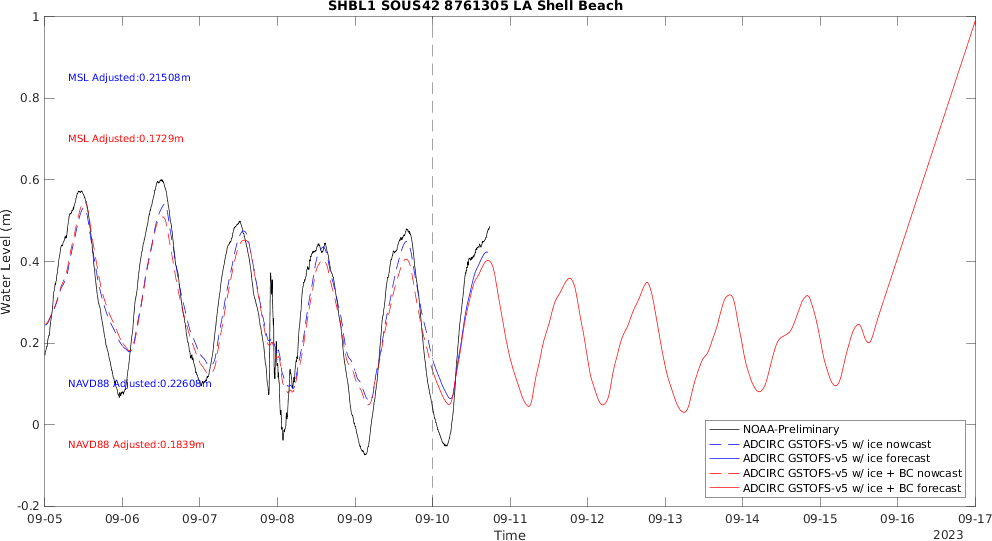 SHBL1 SOUS42 8761305 LA Shell Beach
1
0.8
0.6
0.4
0.2
0
-0.2
Water Level (m)
MSL Adjusted:0.21508m
MSL Adjusted:0.1729m
NAVD88 Adjusted:0.22608m
NAVD88 Adjusted:0.1839m
NOAA-Preliminary
ADCIRC GSTOFS-v5 w/ ice nowcast
ADCIRC GSTOFS-v5 w/ ice forecast
ADCIRC GSTOFS-v5 w/ ice + BC nowcast
ADCIRC GSTOFS-v5 w/ ice + BC forecast
09-05 09-06 09-07 09-08 09-09 09-10 09-11 09-12 09-13 09-14 09-15 09-16 09-17
Time
2023